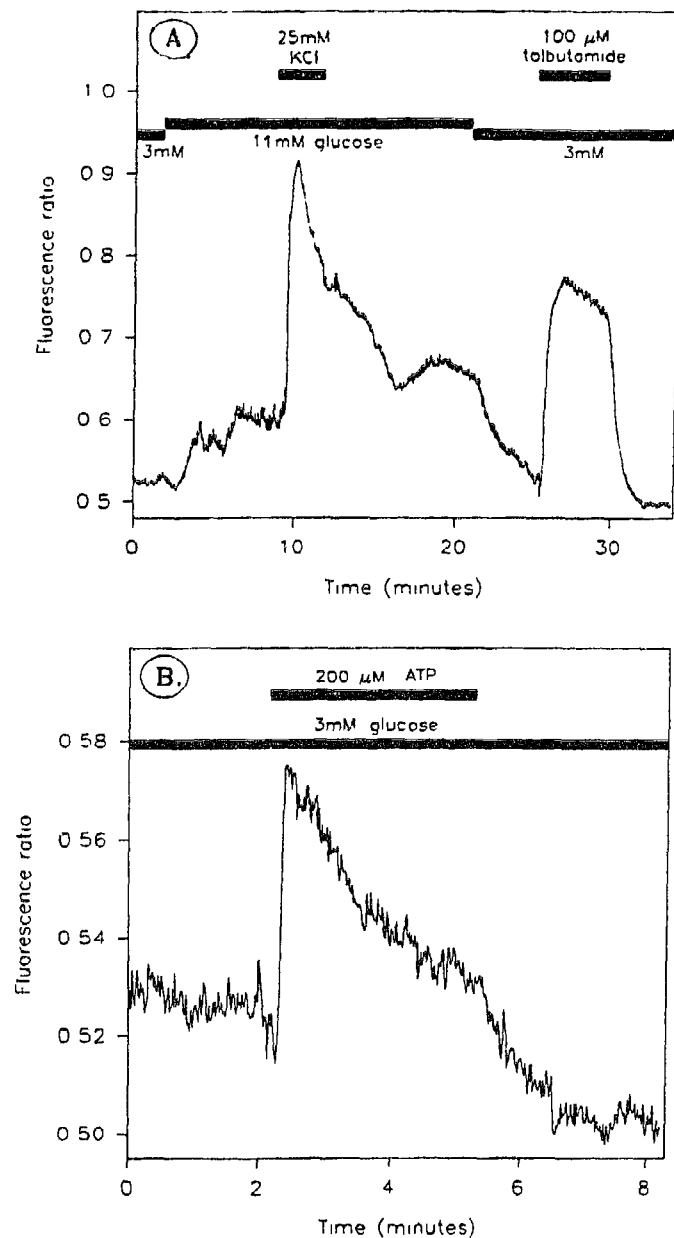 A
25mM
KCl
100 µM
tolbutamide
1 0
3mM
11mM glucose
3mM
0 9
0 8
0 7
0 6
0 5
Fluorescence ratio
0
10
20
30
Time (minutes)
B.
200 µM ATP
3mM glucose
0 58
0 56
0 54
0 52
0 50
Fluorescence ratio
0
2
4
6
8
Time (minutes)